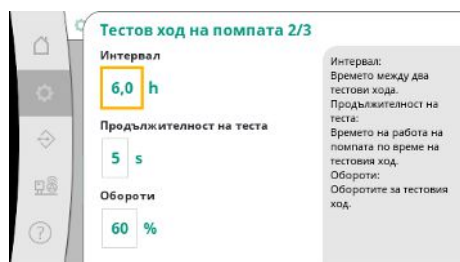 Тестов ход на помпата 2/3
Интервал
6,0 h
Продължителност на теста
5 s
Обороти
60 %
Интервал:
Времето между два
тестови хода.
Продължителност на
теста:
Времето на работа на
помпата по време на
тестовия ход.
Обороти:
Оборотите за тестовия
ход.
?